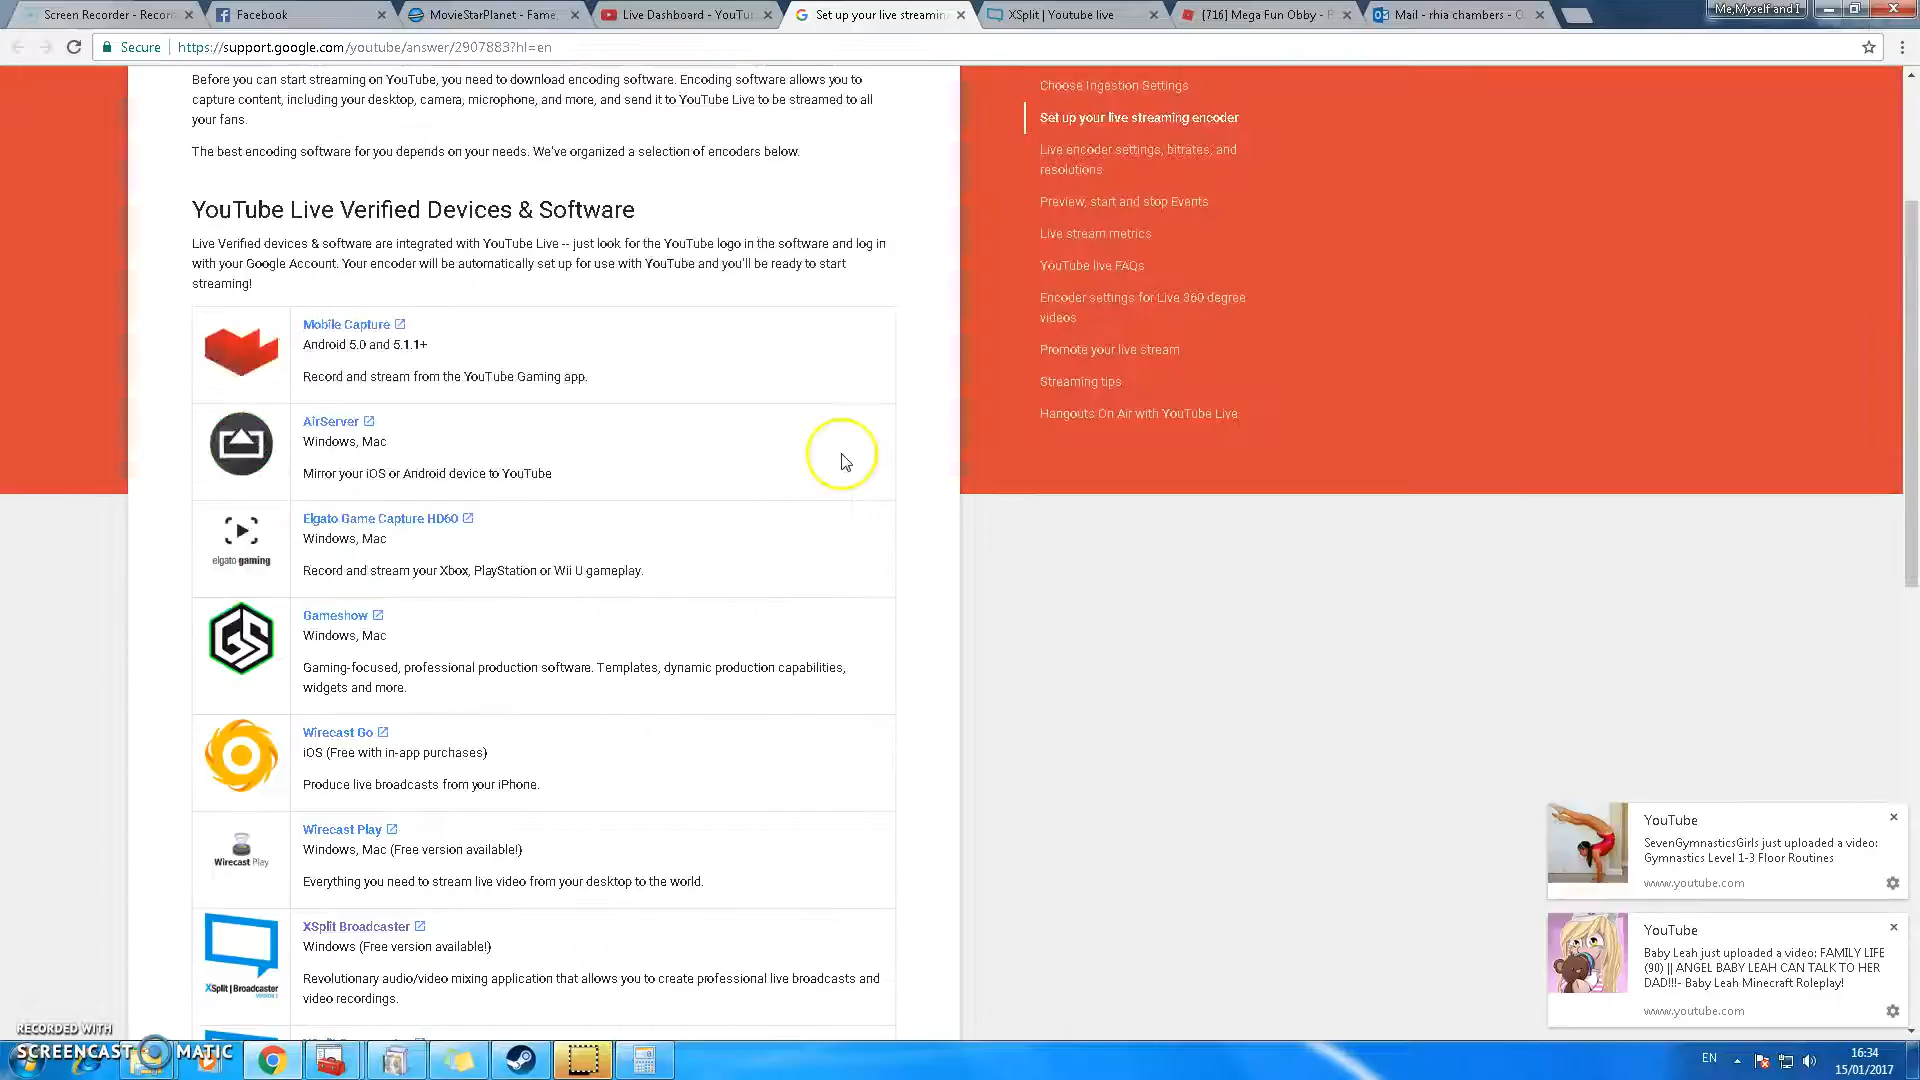 Screen Recorder - Recor
Facebook
MovieStarPlanet - Fame,
Live Dashboard - YouTu
Set up your live streamin
XSplit | Youtube live
[716] Mega Fun Obby - R
Mail - rhia chambers - O
Me,Myself and I
Secure
https://support.google.com/youtube/answer/2907883?hl=en
Before you can start streaming on YouTube, you need to download encoding software. Encoding software allows you to
capture content, including your desktop, camera, microphone, and more, and send it to YouTube Live to be streamed to all
your fans.
The best encoding software for you depends on your needs. We've organized a selection of encoders below.
YouTube Live Verified Devices & Software
Live Verified devices & software are integrated with YouTube Live -- just look for the YouTube logo in the software and log in
with your Google Account. Your encoder will be automatically set up for use with YouTube and you'll be ready to start
streaming!
Mobile Capture
Android 5.0 and 5.1.1+
Record and stream from the YouTube Gaming app.
AirServer
Windows, Mac
Mirror your iOS or Android device to YouTube
elgato gaming
Elgato Game Capture HD60
Windows, Mac
Record and stream your Xbox, PlayStation or Wii U gameplay.
GS
Gameshow
Windows, Mac
Gaming-focused, professional production software. Templates, dynamic production capabilities,
widgets and more.
Wirecast Go
iOS (Free with in-app purchases)
Produce live broadcasts from your iPhone.
Wirecast Play
Wirecast Play
Windows, Mac (Free version available!)
Everything you need to stream live video from your desktop to the world.
XSplit | Broadcaster
XSplit Broadcaster
Windows (Free version available!)
Revolutionary audio/video mixing application that allows you to create professional live broadcasts and
video recordings.
Choose Ingestion Settings
Set up your live streaming encoder
Live encoder settings, bitrates, and
resolutions
Preview, start and stop Events
Live stream metrics
YouTube live FAQs
Encoder settings for Live 360 degree
videos
Promote your live stream
Streaming tips
Hangouts On Air with YouTube Live
YouTube
SevenGymnasticsGirls just uploaded a video:
Gymnastics Level 1-3 Floor Routines
www.youtube.com
YouTube
Baby Leah just uploaded a video: FAMILY LIFE
(90) || ANGEL BABY LEAH CAN TALK TO HER
DAD!!!- Baby Leah Minecraft Roleplay!
www.youtube.com
RECORDED WITH
SCREENCAST MATIC
EN
16:34
15/01/2017